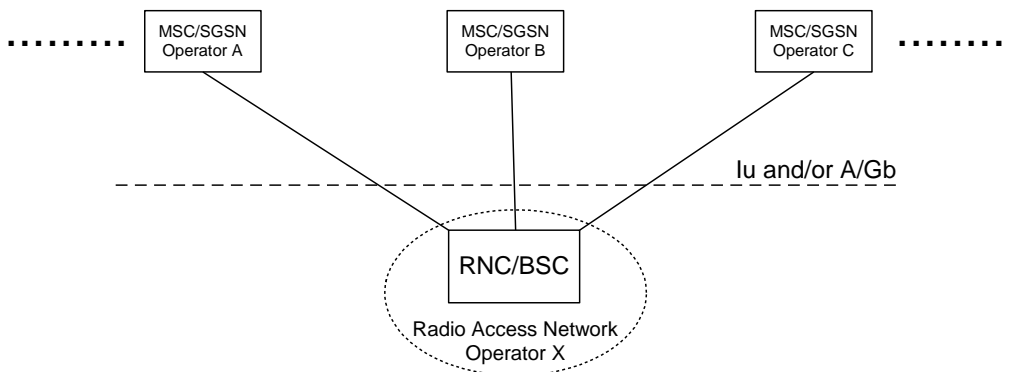 MSC/SGSN
Operator A
MSC/SGSN
Operator B
MSC/SGSN
Operator C
Iu and/or A/Gb
RNC/BSC
Radio Access Network
Operator X